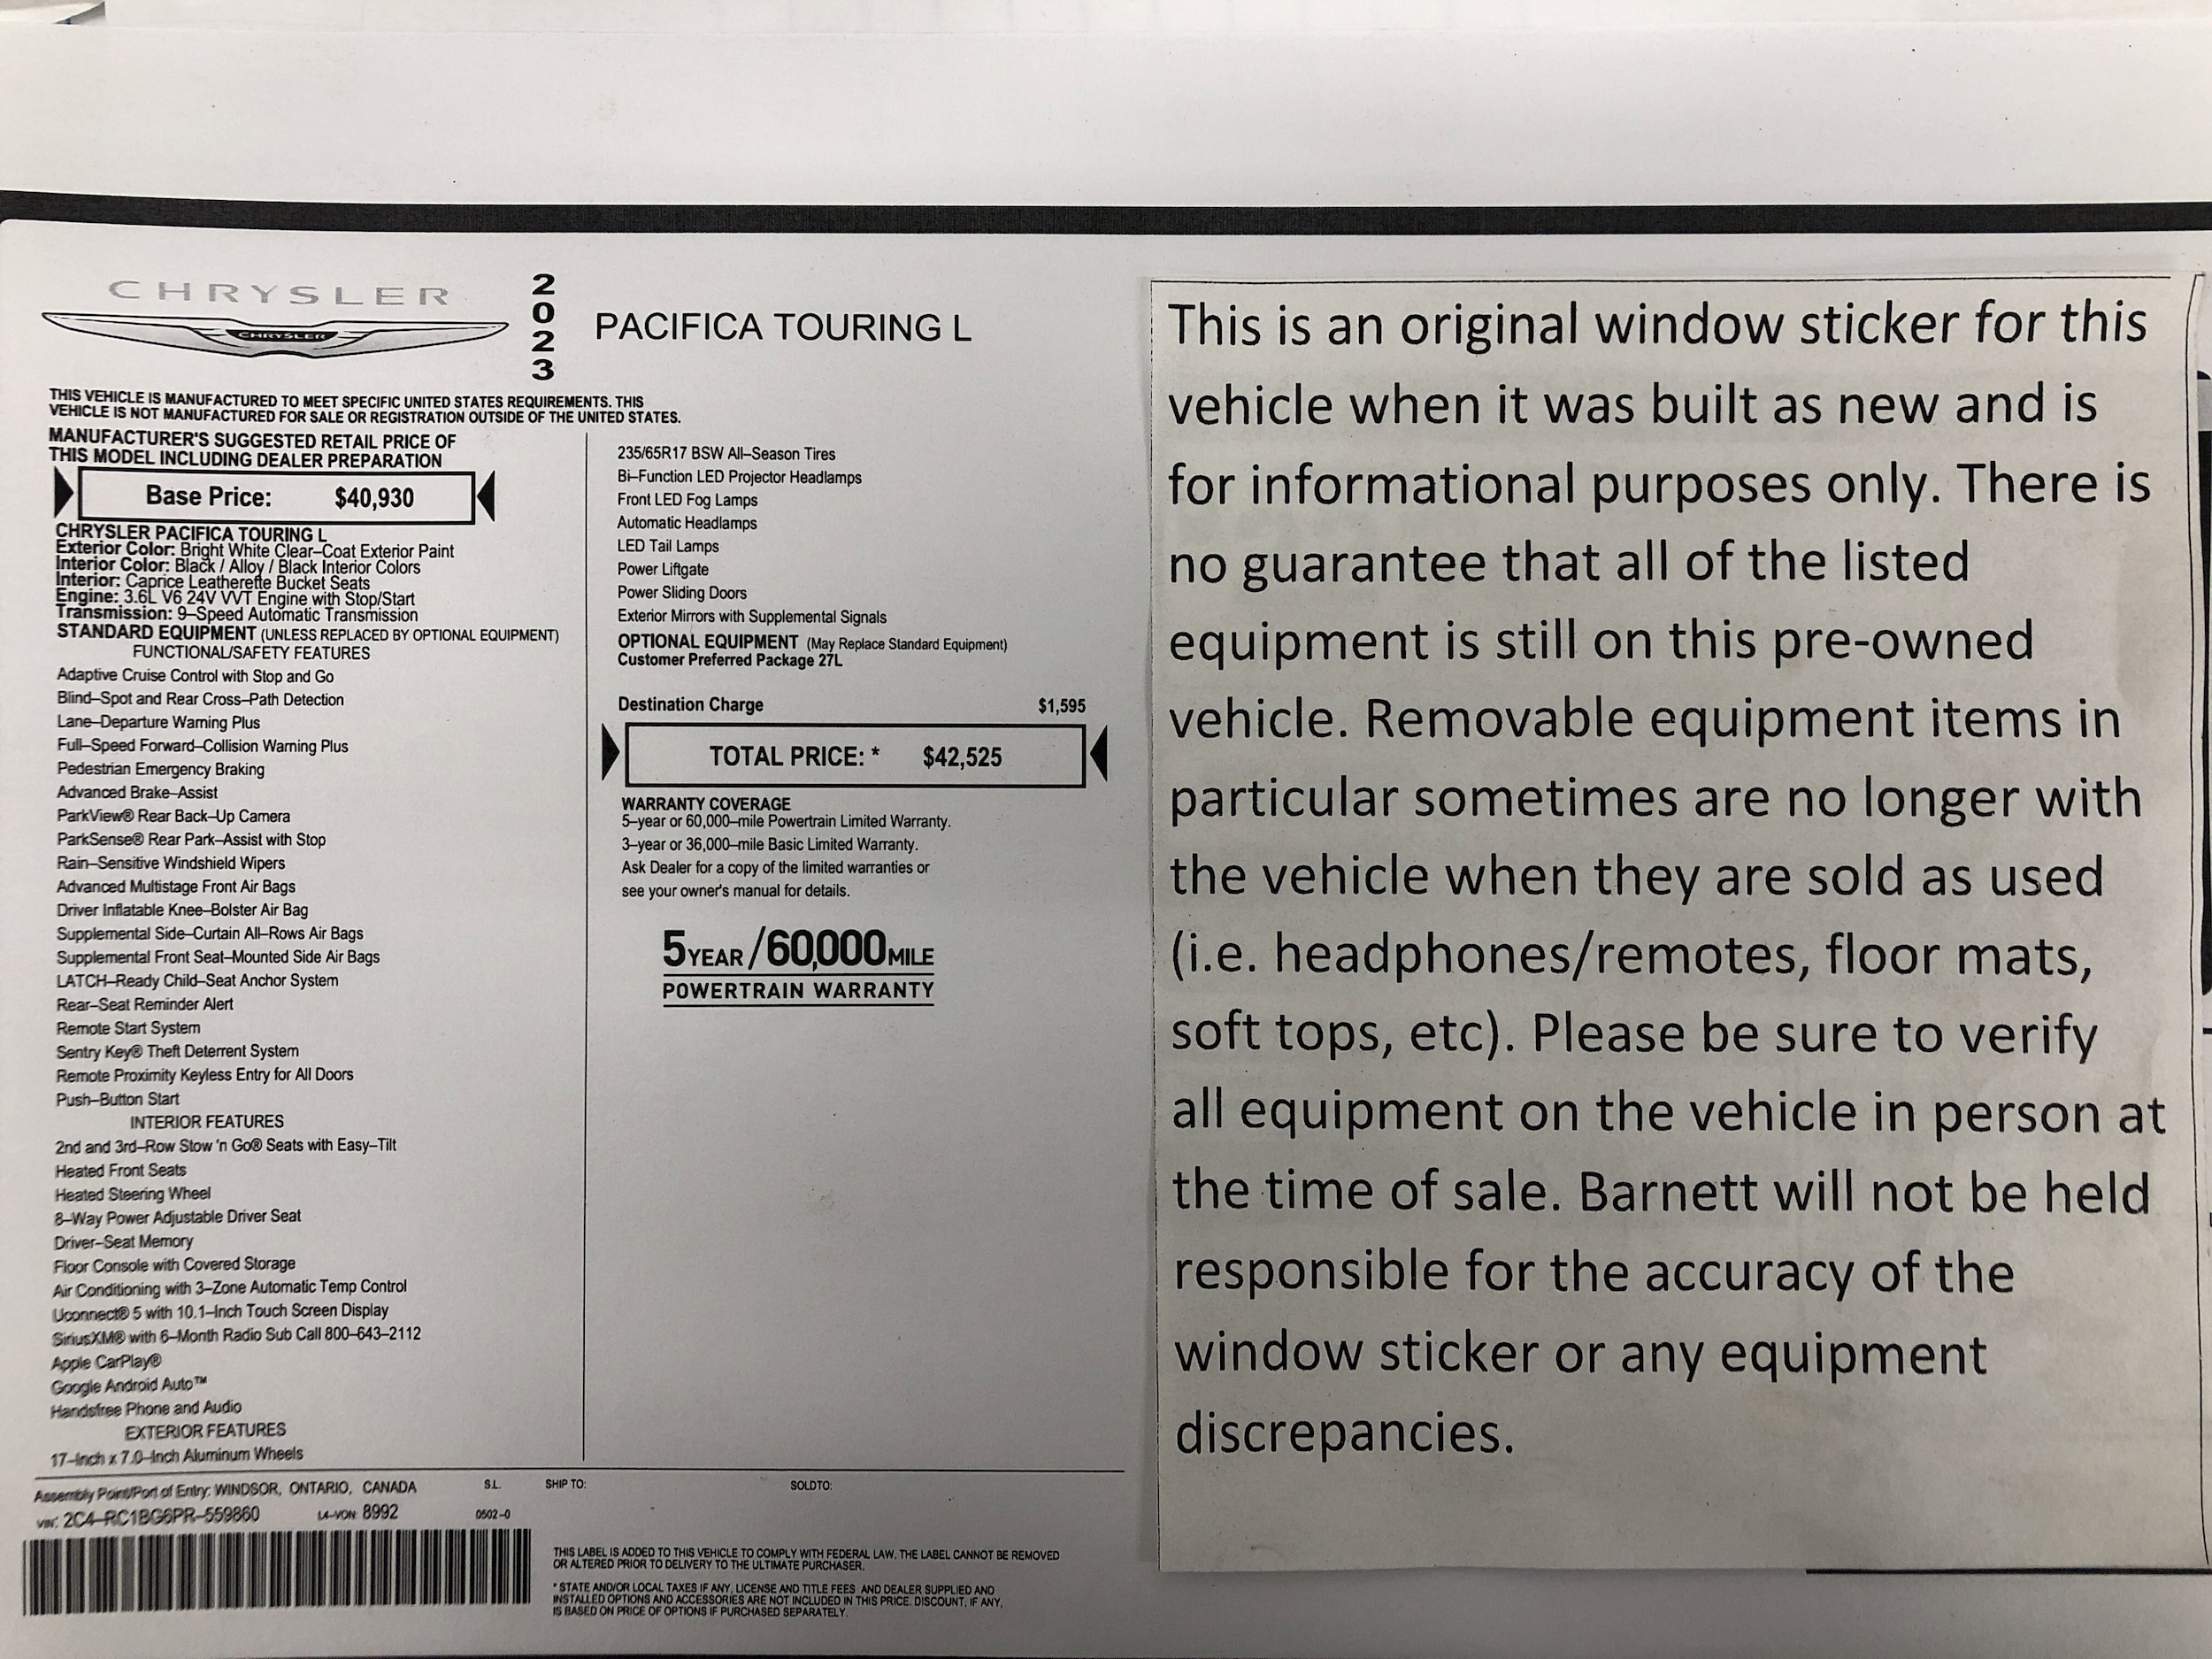 CHRYSLER
CHRYSLER
2
0
2
3
PACIFICA TOURING L
THIS VEHICLE IS MANUFACTURED TO MEET SPECIFIC UNITED STATES REQUIREMENTS. THIS
VEHICLE IS NOT MANUFACTURED FOR SALE OR REGISTRATION OUTSIDE OF THE UNITED STATES.
MANUFACTURER'S SUGGESTED RETAIL PRICE OF
THIS MODEL INCLUDING DEALER PREPARATION
Base Price: $40,930
CHRYSLER PACIFICA TOURING L
Exterior Color: Bright White Clear–Coat Exterior Paint
Interior Color: Black / Alloy / Black Interior Colors
Interior: Caprice Leatherette Bucket Seats
Engine: 3.6L V6 24V VVT Engine with Stop/Start
Transmission: 9–Speed Automatic Transmission
STANDARD EQUIPMENT (UNLESS REPLACED BY OPTIONAL EQUIPMENT)
FUNCTIONAL/SAFETY FEATURES
Adaptive Cruise Control with Stop and Go
Blind–Spot and Rear Cross–Path Detection
Lane–Departure Warning Plus
Full–Speed Forward–Collision Warning Plus
Pedestrian Emergency Braking
Advanced Brake–Assist
ParkView® Rear Back–Up Camera
ParkSense® Rear Park–Assist with Stop
Rain–Sensitive Windshield Wipers
Advanced Multistage Front Air Bags
Driver Inflatable Knee–Bolster Air Bag
Supplemental Side–Curtain All–Rows Air Bags
Supplemental Front Seat–Mounted Side Air Bags
LATCH–Ready Child–Seat Anchor System
Rear–Seat Reminder Alert
Remote Start System
Sentry Key® Theft Deterrent System
Remote Proximity Keyless Entry for All Doors
Push–Button Start
INTERIOR FEATURES
2nd and 3rd–Row Stow 'n Go® Seats with Easy–Tilt
Heated Front Seats
Heated Steering Wheel
8–Way Power Adjustable Driver Seat
Driver–Seat Memory
Floor Console with Covered Storage
Air Conditioning with 3–Zone Automatic Temp Control
Uconnect® 5 with 10.1–Inch Touch Screen Display
SiriusXM® with 6–Month Radio Sub Call 800–643–2112
Apple CarPlay®
Google Android Auto™
Handsfree Phone and Audio
EXTERIOR FEATURES
17–Inch x 7.0–Inch Aluminum Wheels
235/65R17 BSW All–Season Tires
Bi–Function LED Projector Headlamps
Front LED Fog Lamps
Automatic Headlamps
LED Tail Lamps
Power Liftgate
Power Sliding Doors
Exterior Mirrors with Supplemental Signals
OPTIONAL EQUIPMENT (May Replace Standard Equipment)
Customer Preferred Package 27L
Destination Charge $1,595
TOTAL PRICE: * $42,525
WARRANTY COVERAGE
5–year or 60,000–mile Powertrain Limited Warranty.
3–year or 36,000–mile Basic Limited Warranty.
Ask Dealer for a copy of the limited warranties or
see your owner's manual for details.
5 YEAR / 60,000 MILE
POWERTRAIN WARRANTY
Assembly Point/Port of Entry: WINDSOR, ONTARIO, CANADA
S.L. SHIP TO: SOLD TO:
VIN: 2C4–RC1BG6PR–559860 L4–VON: 8992 0502–0
THIS LABEL IS ADDED TO THIS VEHICLE TO COMPLY WITH FEDERAL LAW. THE LABEL CANNOT BE REMOVED
OR ALTERED PRIOR TO DELIVERY TO THE ULTIMATE PURCHASER.
* STATE AND/OR LOCAL TAXES IF ANY, LICENSE AND TITLE FEES AND DEALER SUPPLIED AND
INSTALLED OPTIONS AND ACCESSORIES ARE NOT INCLUDED IN THIS PRICE. DISCOUNT, IF ANY,
IS BASED ON PRICE OF OPTIONS IF PURCHASED SEPARATELY.
This is an original window sticker for this
vehicle when it was built as new and is
for informational purposes only. There is
no guarantee that all of the listed
equipment is still on this pre-owned
vehicle. Removable equipment items in
particular sometimes are no longer with
the vehicle when they are sold as used
(i.e. headphones/remotes, floor mats,
soft tops, etc). Please be sure to verify
all equipment on the vehicle in person at
the time of sale. Barnett will not be held
responsible for the accuracy of the
window sticker or any equipment
discrepancies.